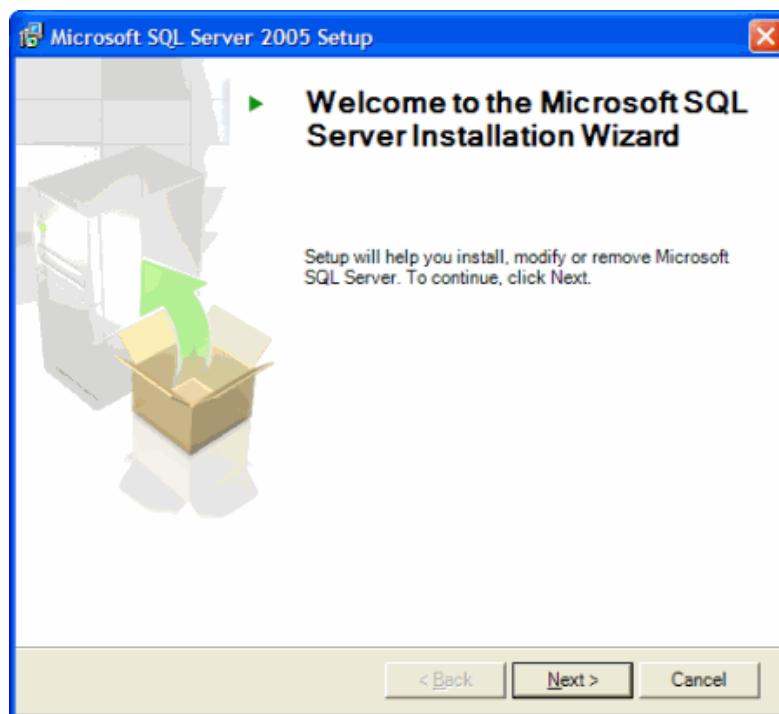 Microsoft SQL Server 2005 Setup
Welcome to the Microsoft SQL
Server Installation Wizard
Setup will help you install, modify or remove Microsoft
SQL Server. To continue, click Next.
< Back
Next >
Cancel